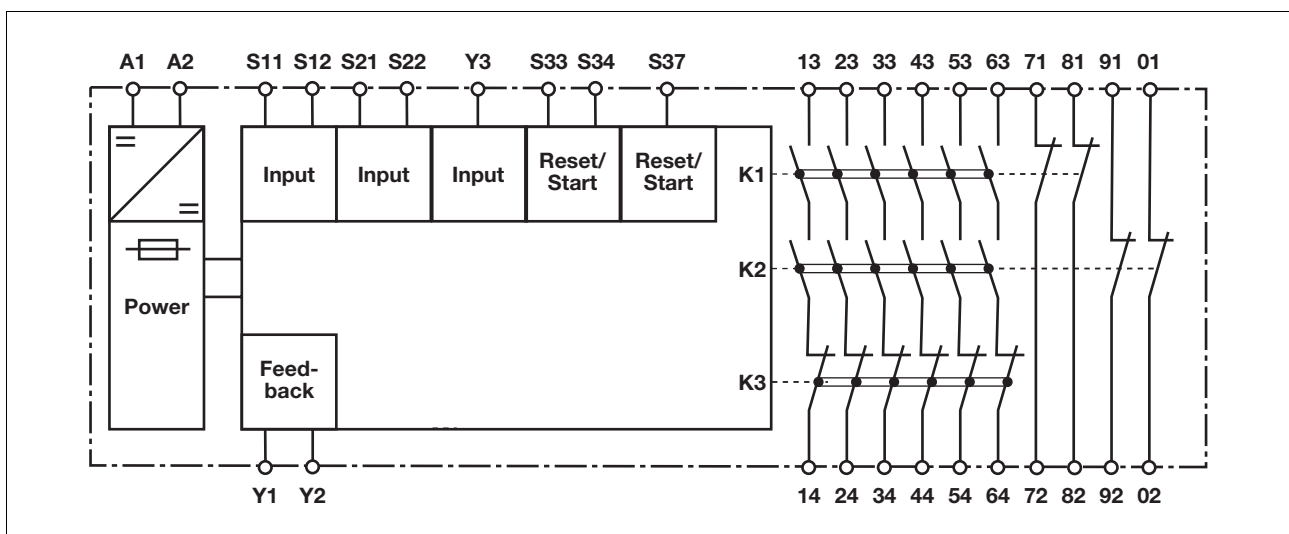 A1 A2 S11 S12 S21 S22 Y3 S33 S34 S37 13 23 33 43 53 63 71 81 91 01
Input Input Input Reset/ Reset/
Start Start
K1
K2
Power
Feed-
back
K3
Y1 Y2 14 24 34 44 54 64 72 82 92 02